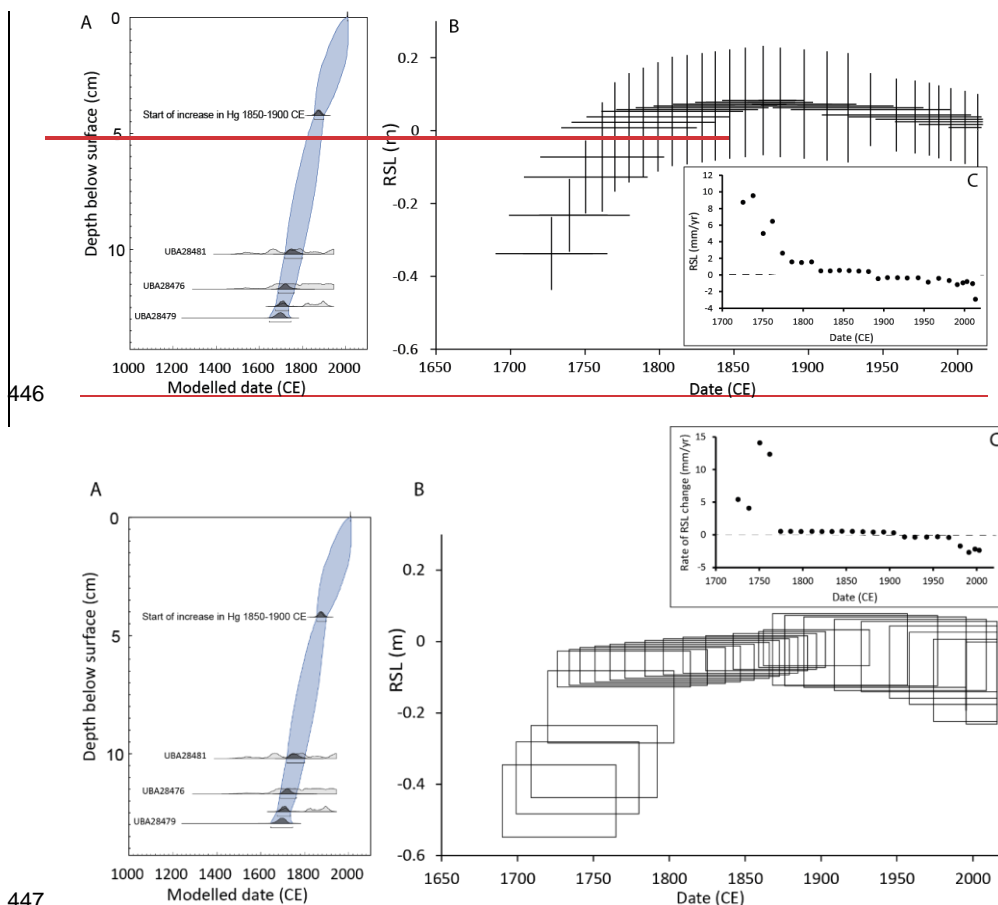 A
B
0
5
10
Depth below surface (cm)
Start of increase in Hg 1850-1900 CE
UBA28481
UBA28476
UBA28479
1000 1200 1400 1600 1800 2000
Modelled date (CE)
0.2
0
-0.2
-0.4
-0.6
RSL (m)
1650 1700 1750 1800 1850 1900 1950 2000
Date (CE)
C
12
10
8
6
4
2
0
-2
-4
RSL (mm/yr)
1700 1750 1800 1850 1900 1950 2000
Date (CE)
446
A
B
0
5
10
Depth below surface (cm)
Start of increase in Hg 1850-1900 CE
UBA28481
UBA28476
UBA28479
1000 1200 1400 1600 1800 2000
Modelled date (CE)
0.2
0
-0.2
-0.4
-0.6
RSL (m)
1650 1700 1750 1800 1850 1900 1950 2000
Date (CE)
C
15
10
5
0
-5
Rate of RSL change (mm/yr)
1700 1750 1800 1850 1900 1950 2000
Date (CE)
447